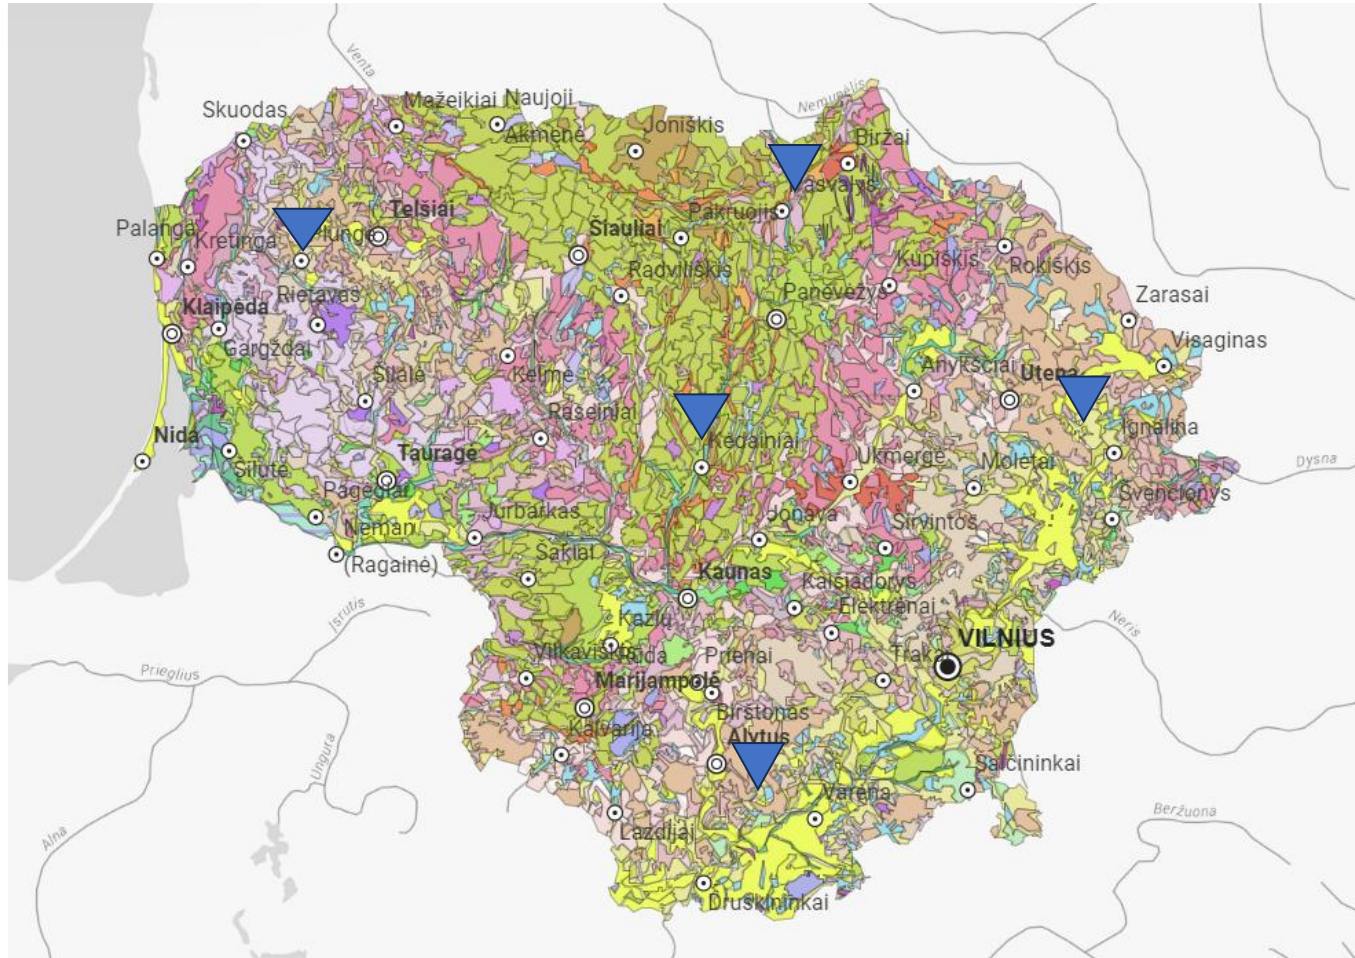 Venta
Nemunėlis
Skuodas
Mažeikiai
Naujoji
Akmenė
Joniškis
Biržai
Pasvalys
Pakruojis
Telšiai
Palanga
Kretinga
Plungė
Šiauliai
Radviliškis
Kupiškis
Rokiškis
Panevėžys
Zarasai
Visaginas
Klaipėda
Rietavas
Gargždai
Šilalė
Kelmė
Raseiniai
Anykščiai
Utena
Ignalina
Nida
Šilutė
Tauragė
Kėdainiai
Ukmergė
Molėtai
Dysna
Pagėgiai
Švenčionys
Neman
(Ragainė)
Jurbarkas
Jonava
Širvintos
Šakiai
Kaunas
Kaišiadorys
Elektrėnai
Isrutis
Neris
Kazlų
Rūda
VILNIUS
Vilkaviškis
Prienai
Trakai
Prieglius
Marijampolė
Birštonas
Kalvarija
Alytus
Ungura
Šalčininkai
Varėna
Beržuona
Lazdijai
Alna
Druskininkai